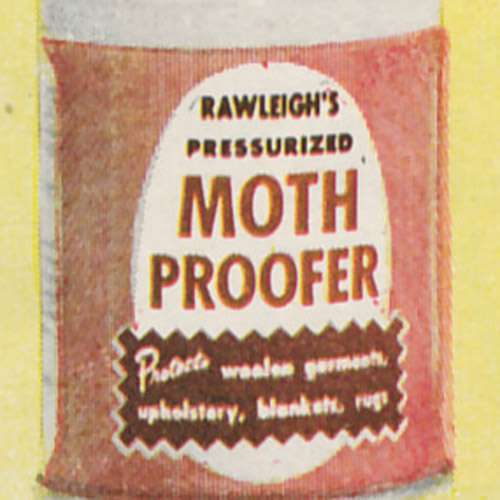 RAWLEIGH'S
PRESSURIZED
MOTH
PROOFER
Protects woolen garments,
upholstery, blankets, rugs